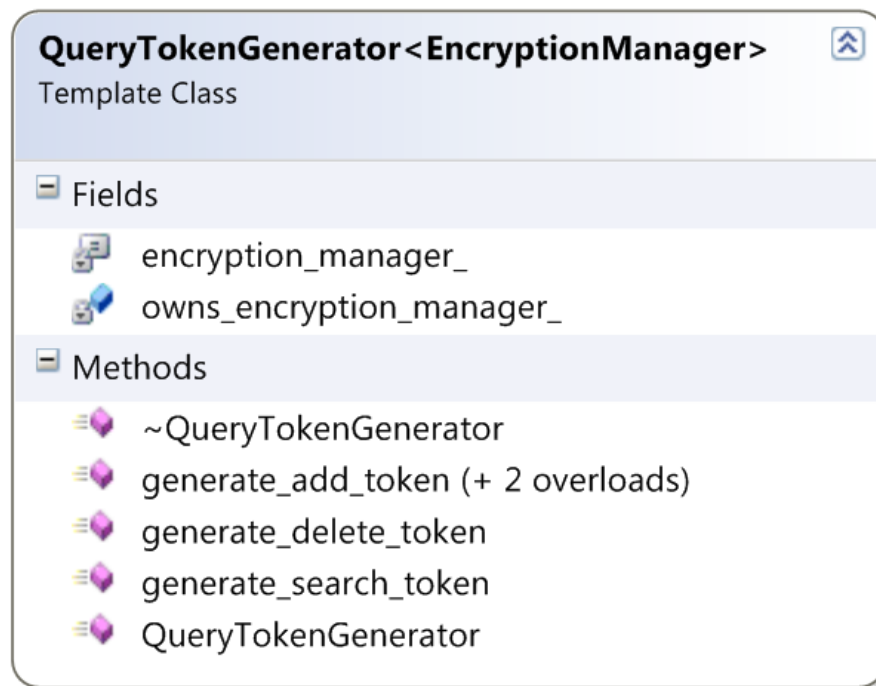 QueryTokenGenerator<EncryptionManager>
Template Class
Fields
encryption_manager_
owns_encryption_manager_
Methods
~QueryTokenGenerator
generate_add_token (+ 2 overloads)
generate_delete_token
generate_search_token
QueryTokenGenerator